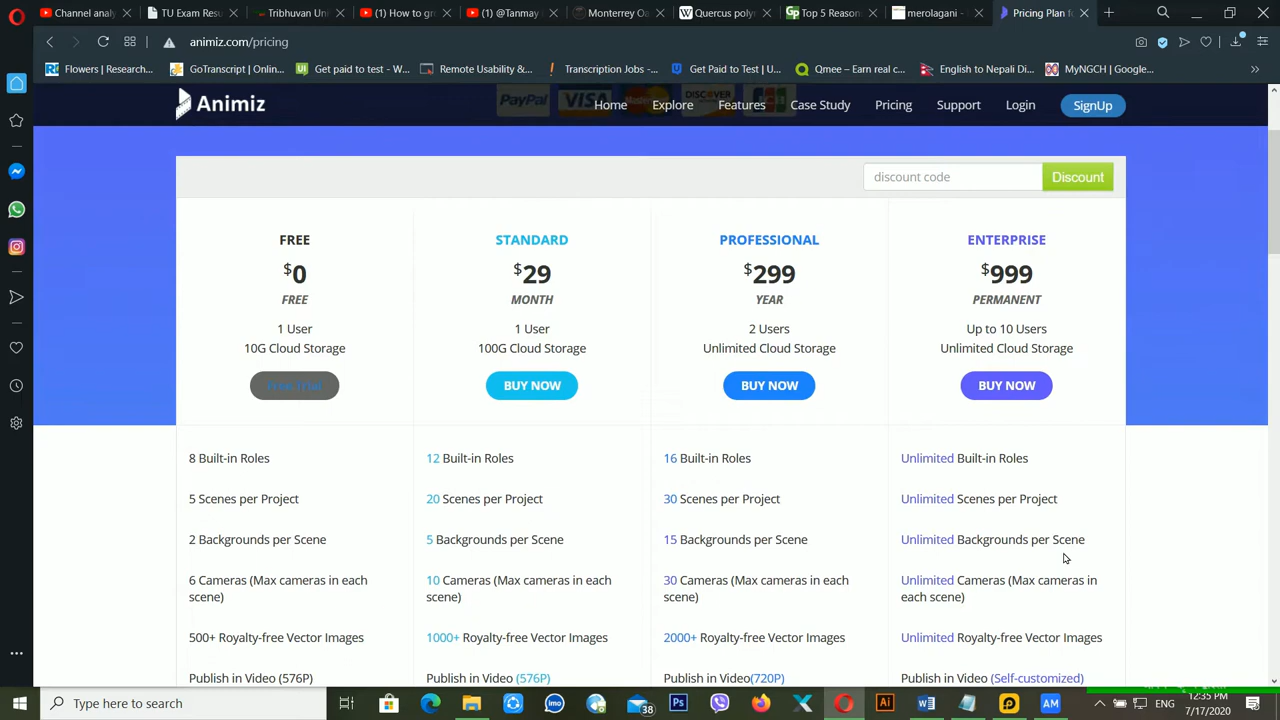 Channel analy
TU Exam Resu
Tribhuvan Uni
(1) How to gr
(1) @Tanmay
Monterrey Oa
Quercus poly
Top 5 Reason
merolagani -
Pricing Plan fo
animiz.com/pricing
Flowers | Research...
GoTranscript | Onlin...
Get paid to test - W...
Remote Usability &...
Transcription Jobs -...
Get Paid to Test | U...
Qmee – Earn real c...
English to Nepali Di...
MyNGCH | Google...
Animiz
PayPal VISA DISCOVER JCB
Home Explore Features Case Study Pricing Support Login SignUp
discount code Discount
FREE
$0
FREE
1 User
10G Cloud Storage
Free Trial
8 Built-in Roles
5 Scenes per Project
2 Backgrounds per Scene
6 Cameras (Max cameras in each
scene)
500+ Royalty-free Vector Images
Publish in Video (576P)
STANDARD
$29
MONTH
1 User
100G Cloud Storage
BUY NOW
12 Built-in Roles
20 Scenes per Project
5 Backgrounds per Scene
10 Cameras (Max cameras in each
scene)
1000+ Royalty-free Vector Images
Publish in Video (576P)
PROFESSIONAL
$299
YEAR
2 Users
Unlimited Cloud Storage
BUY NOW
16 Built-in Roles
30 Scenes per Project
15 Backgrounds per Scene
30 Cameras (Max cameras in each
scene)
2000+ Royalty-free Vector Images
Publish in Video(720P)
ENTERPRISE
$999
PERMANENT
Up to 10 Users
Unlimited Cloud Storage
BUY NOW
Unlimited Built-in Roles
Unlimited Scenes per Project
Unlimited Backgrounds per Scene
Unlimited Cameras (Max cameras in
each scene)
Unlimited Royalty-free Vector Images
Publish in Video (Self-customized)
Type here to search
38
ENG
12:35 PM
7/17/2020